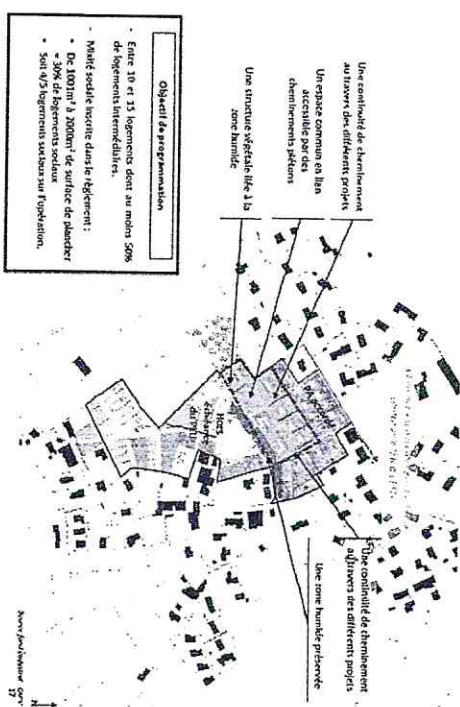 Une continuité de cheminement
au travers des différents projets
Un espace commun en lien
accessible par des
cheminements piétons
Une structure végétale liée à la
zone humide
Objectif de programmation
- Entre 10 et 15 logements dont au moins 50%
de logements intermédiaires.
- Mixité sociale inscrite dans le règlement :
• De 1001m² à 2000m² de surface de plancher
= 30% de logements sociaux
• Soit 4/5 logements sociaux sur l'opération.
Hors
échéance
du PLU
Une continuité de cheminement
au travers des différents projets
Une zone humide préservée
N
17